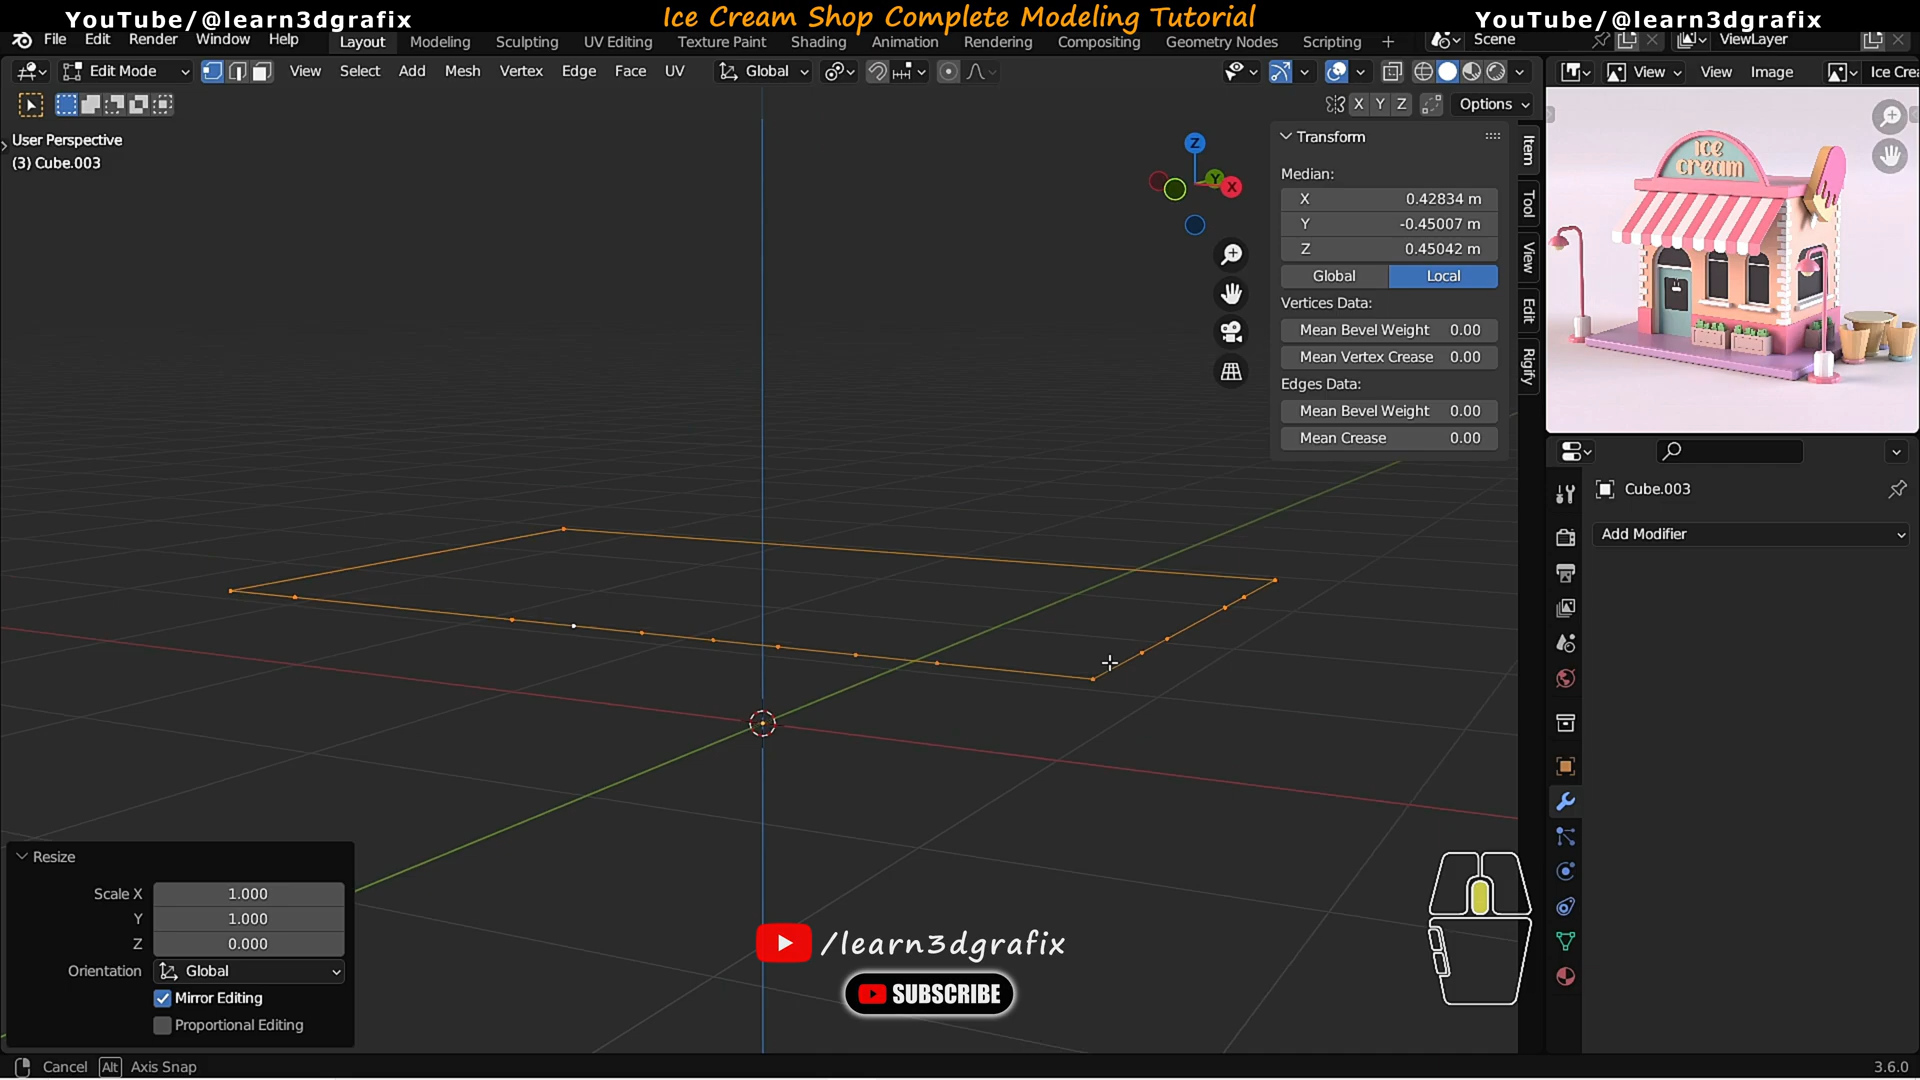 YouTube/@learn3dgrafix
Ice Cream Shop Complete Modeling Tutorial
YouTube/@learn3dgrafix
File Edit Render Window Help
Layout Modeling Sculpting UV Editing Texture Paint Shading Animation Rendering Compositing Geometry Nodes Scripting +
Scene
ViewLayer
Edit Mode
View Select Add Mesh Vertex Edge Face UV
Global
View
View Image
Ice Crea
X Y Z
Options
User Perspective
(3) Cube.003
Z
Y
X
Transform
Median:
X 0.42834 m
Y -0.45007 m
Z 0.45042 m
Global Local
Vertices Data:
Mean Bevel Weight 0.00
Mean Vertex Crease 0.00
Edges Data:
Mean Bevel Weight 0.00
Mean Crease 0.00
Item
Tool
View
Edit
Rigify
ICE
cream
Cube.003
Add Modifier
Resize
Scale X 1.000
Y 1.000
Z 0.000
Orientation Global
Mirror Editing
Proportional Editing
/learn3dgrafix
SUBSCRIBE
Cancel Alt Axis Snap
3.6.0